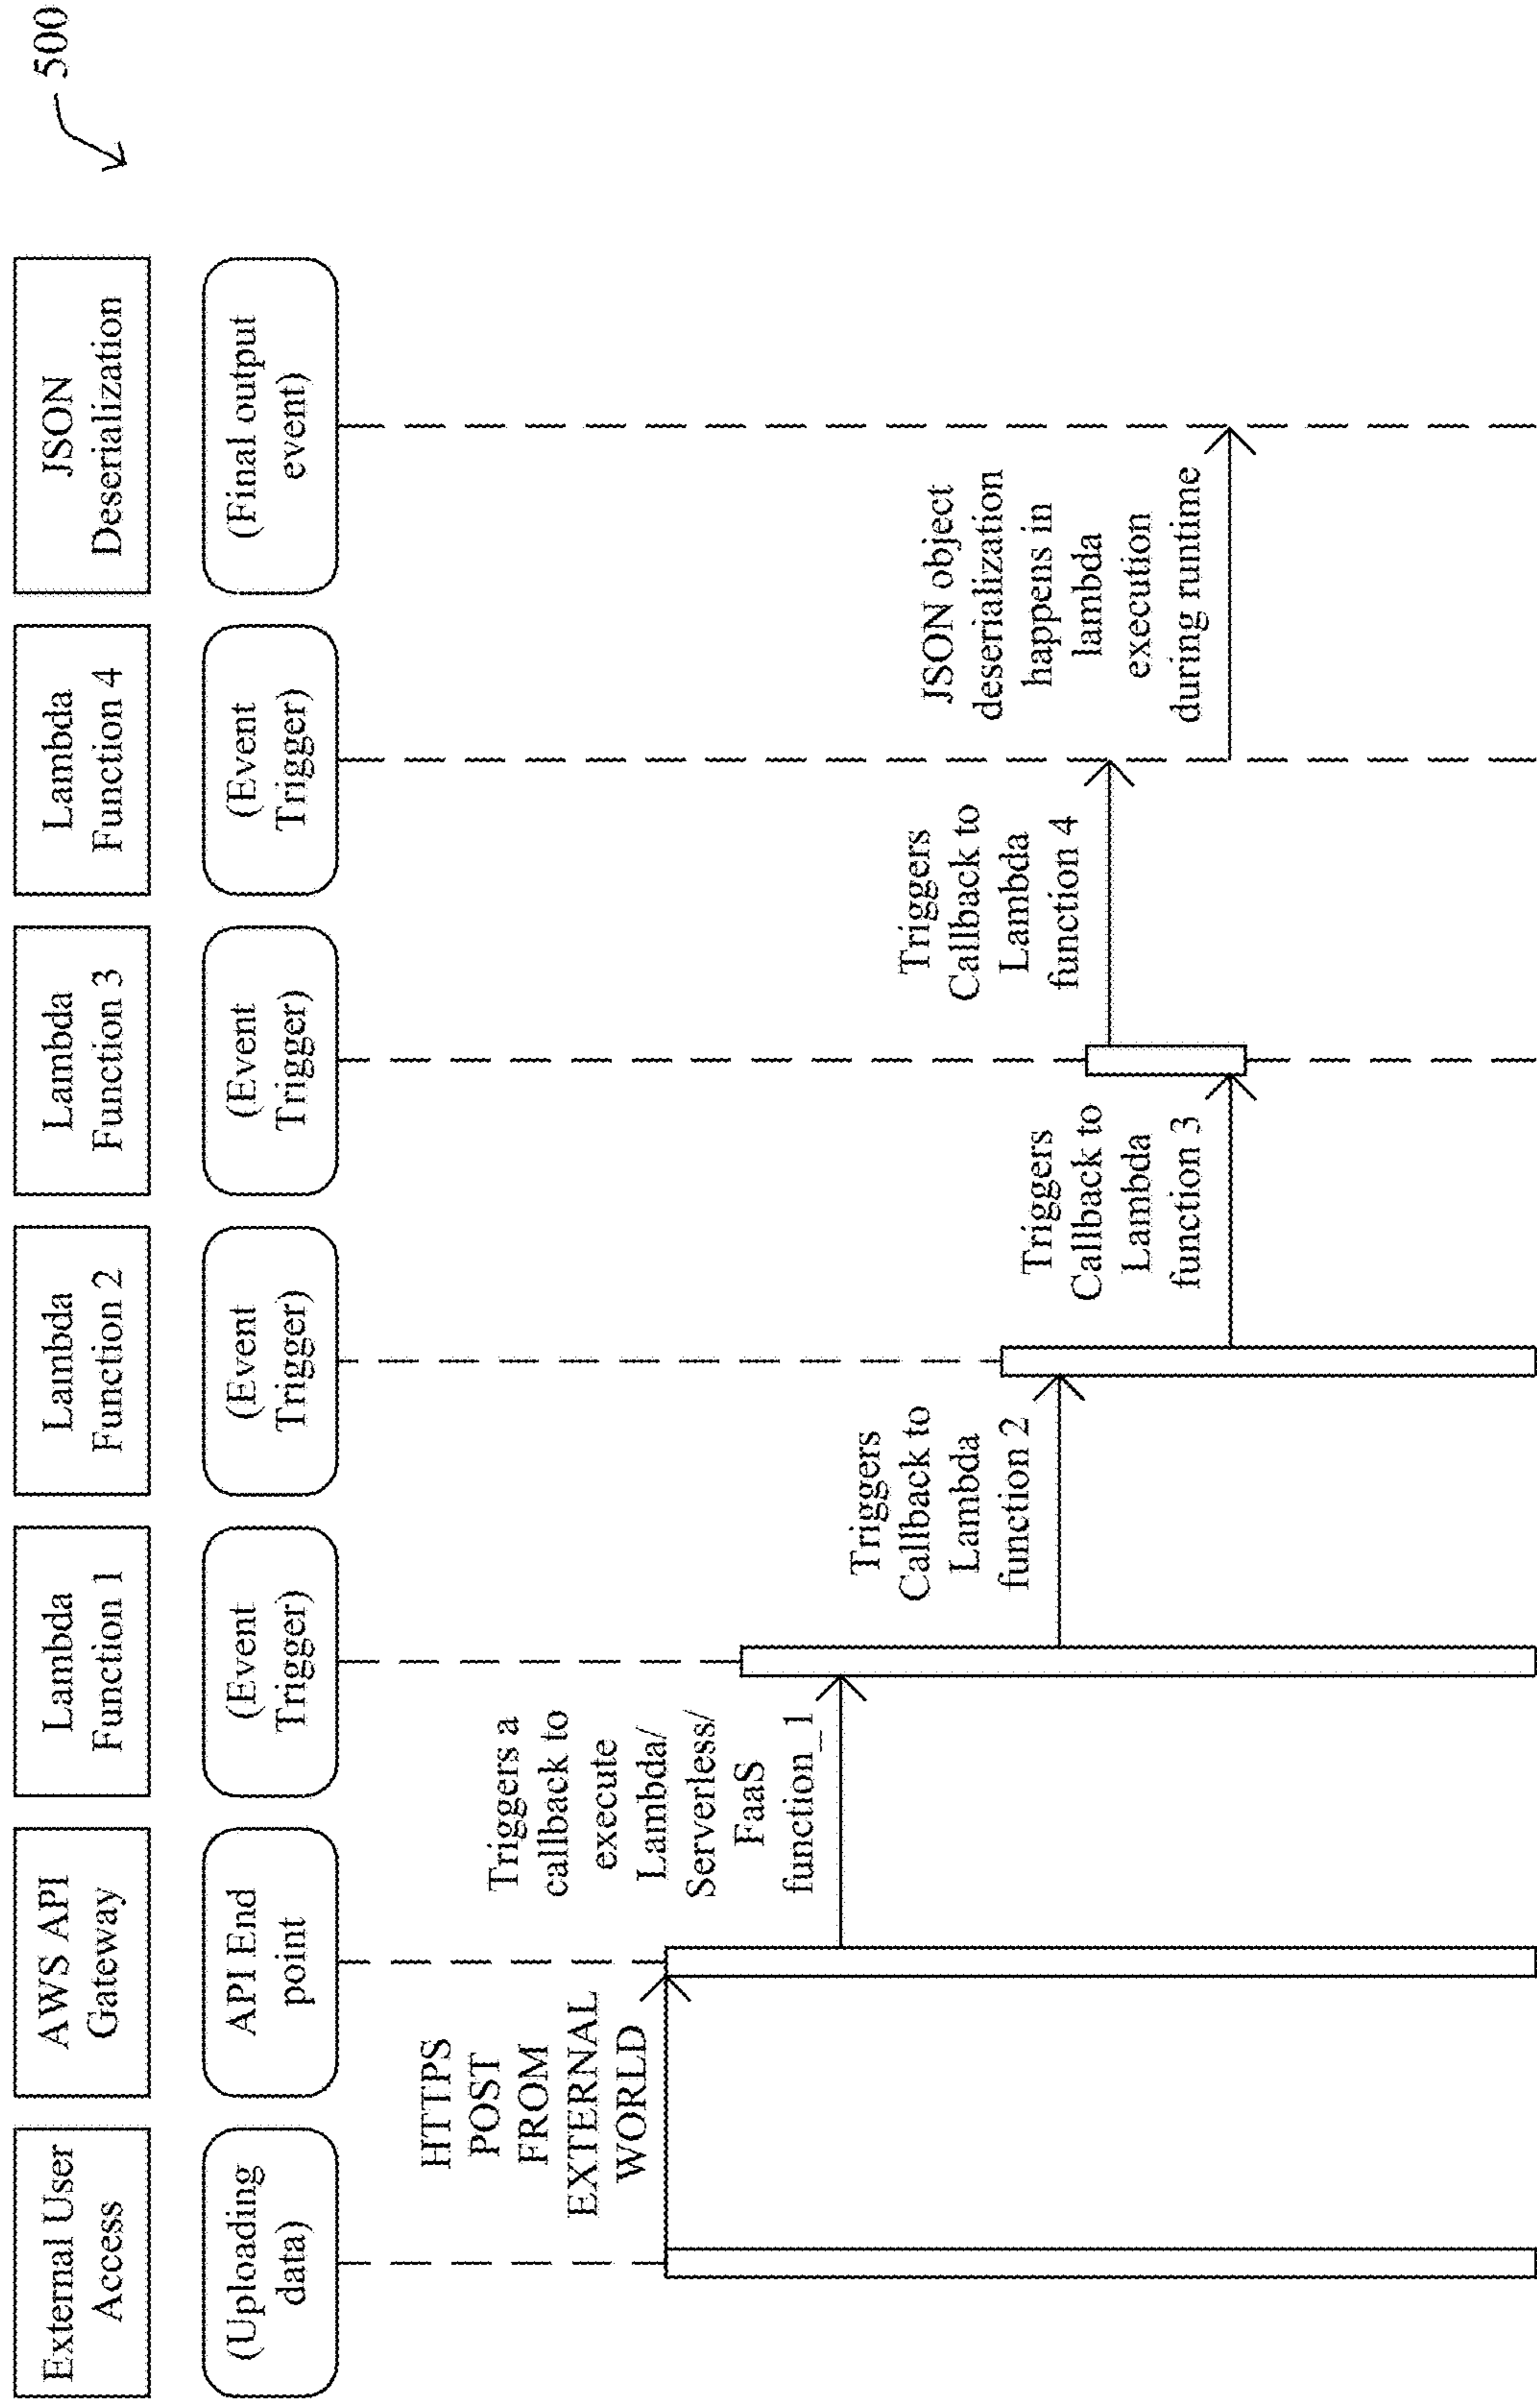 500
External User
Access
AWS API
Gateway
Lambda
Function 1
Lambda
Function 2
Lambda
Function 3
Lambda
Function 4
JSON
Deserialization
(Uploading
data)
API End
point
(Event
Trigger)
(Event
Trigger)
(Event
Trigger)
(Event
Trigger)
(Final output
event)
HTTPS
POST
FROM
EXTERNAL
WORLD
Triggers a
callback to
execute
Lambda/
Serverless/
FaaS
function_1
Triggers
Callback to
Lambda
function 2
Triggers
Callback to
Lambda
function 3
Triggers
Callback to
Lambda
function 4
JSON object
deserialization
happens in
lambda
execution
during runtime